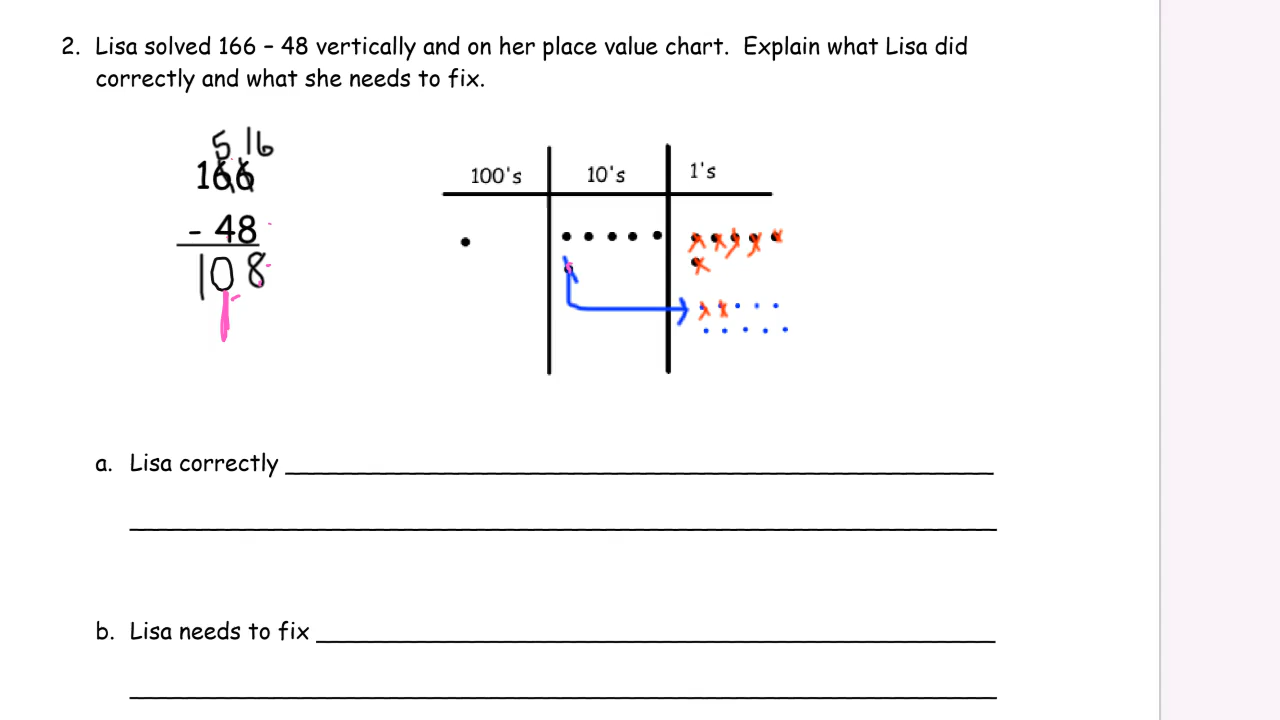 2. Lisa solved 166 – 48 vertically and on her place value chart. Explain what Lisa did
correctly and what she needs to fix.
5 16
166
- 48
108
1
100's 10's 1's
a. Lisa correctly
b. Lisa needs to fix